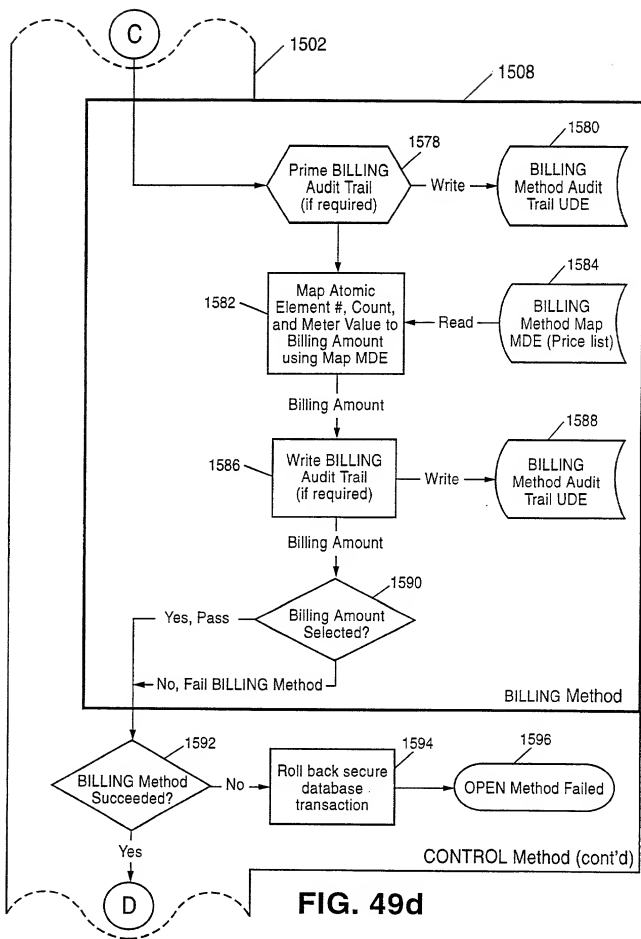 C
1502
1508
1578
1580
Prime BILLING
Audit Trail
(if required)
Write
BILLING
Method Audit
Trail UDE
1582
Map Atomic
Element #, Count,
and Meter Value to
Billing Amount
using Map MDE
Read
1584
BILLING
Method Map
MDE (Price list)
Billing Amount
1586
Write BILLING
Audit Trail
(if required)
Write
1588
BILLING
Method Audit
Trail UDE
Billing Amount
1590
Billing Amount
Selected?
Yes, Pass
No, Fail BILLING Method
BILLING Method
1592
BILLING Method
Succeeded?
No
1594
Roll back secure
database
transaction
1596
OPEN Method Failed
Yes
CONTROL Method (cont'd)
D
FIG. 49d